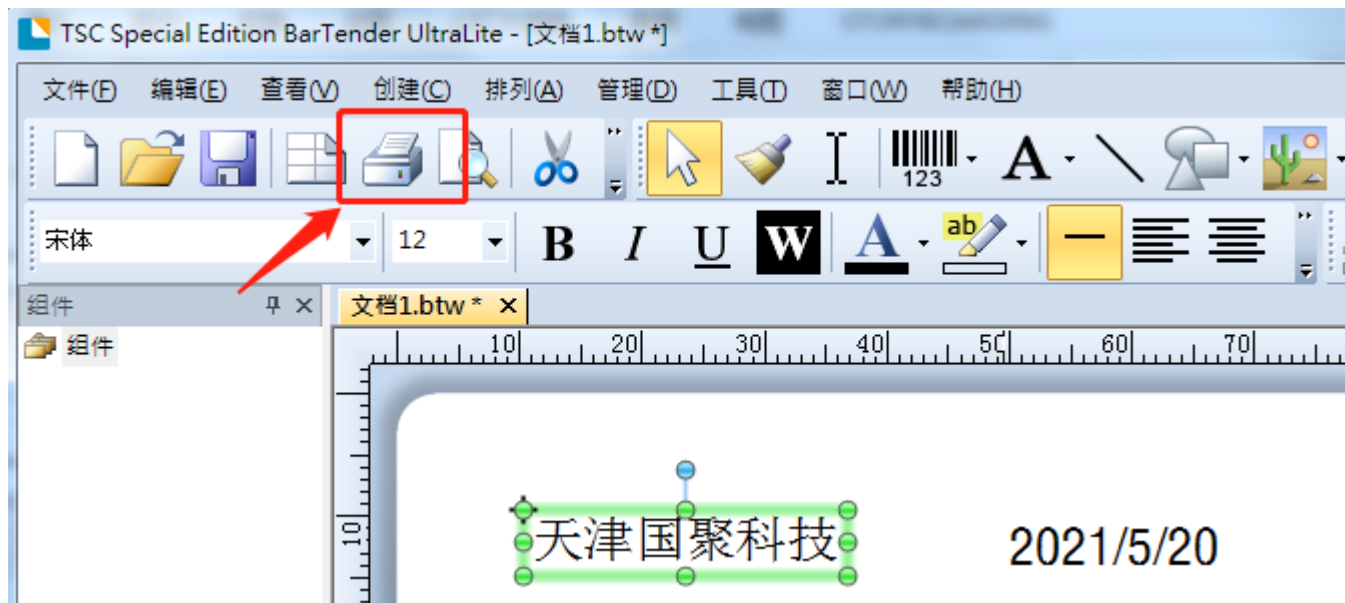 TSC Special Edition BarTender UltraLite - [文档1.btw *]
文件(F) 编辑(E) 查看(V) 创建(C) 排列(A) 管理(D) 工具(T) 窗口(W) 帮助(H)
123 A
宋体 12 B I U W A ab
组件 文档1.btw * ×
组件
10 20 30 40 50 60 70
10
天津国聚科技 2021/5/20